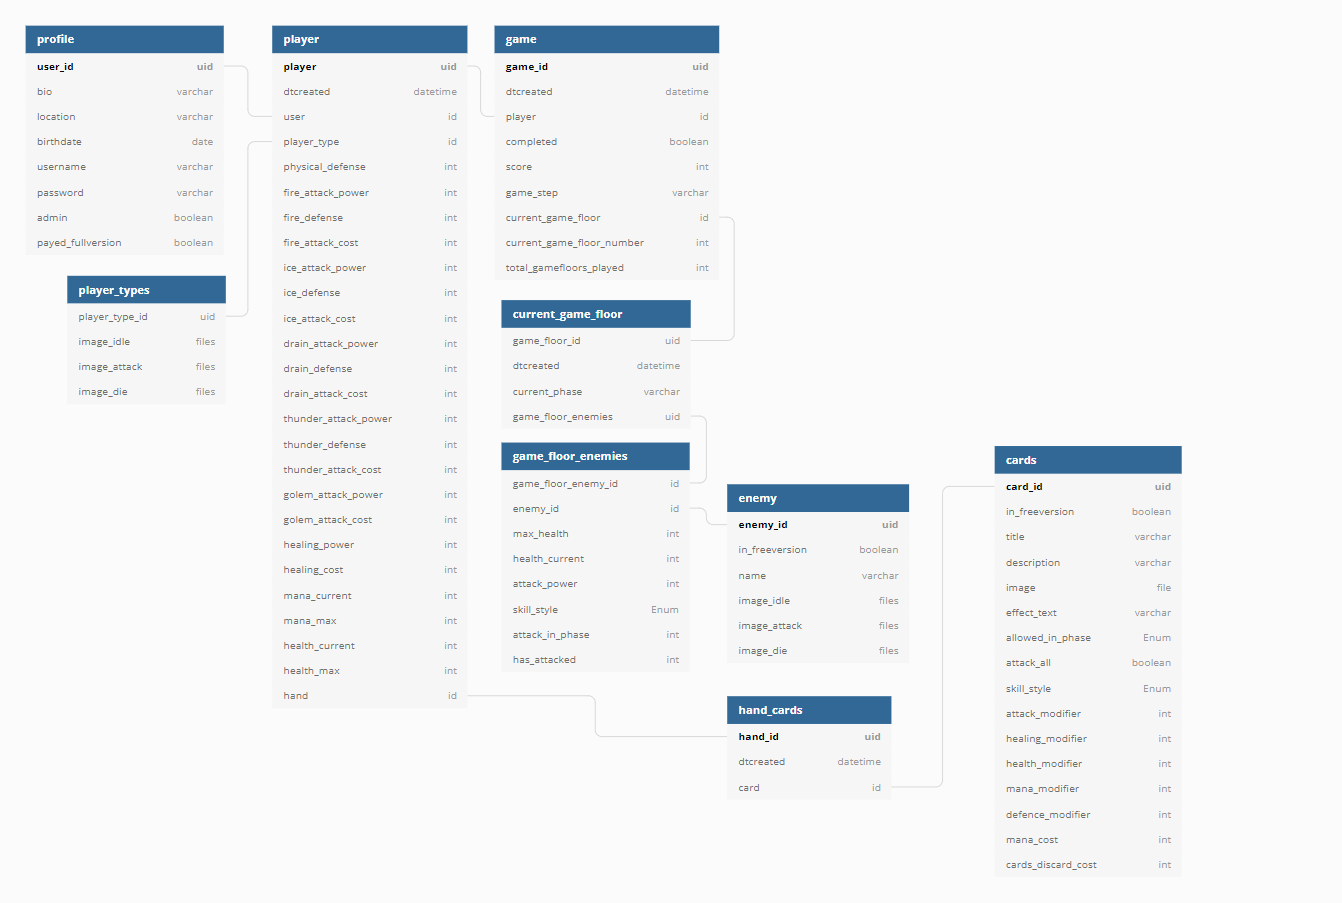 profile
user_id uid
bio varchar
location varchar
birthdate date
username varchar
password varchar
admin boolean
payed_fullversion boolean
player_types
player_type_id uid
image_idle files
image_attack files
image_die files
player
player uid
dtcreated datetime
user id
player_type id
physical_defense int
fire_attack_power int
fire_defense int
fire_attack_cost int
ice_attack_power int
ice_defense int
ice_attack_cost int
drain_attack_power int
drain_defense int
drain_attack_cost int
thunder_attack_power int
thunder_defense int
thunder_attack_cost int
golem_attack_power int
golem_attack_cost int
healing_power int
healing_cost int
mana_current int
mana_max int
health_current int
health_max int
hand id
game
game_id uid
dtcreated datetime
player id
completed boolean
score int
game_step varchar
current_game_floor id
current_game_floor_number int
total_gamefloors_played int
current_game_floor
game_floor_id uid
dtcreated datetime
current_phase varchar
game_floor_enemies uid
game_floor_enemies
game_floor_enemy_id id
enemy_id id
max_health int
health_current int
attack_power int
skill_style Enum
attack_in_phase int
has_attacked int
enemy
enemy_id uid
in_freeversion boolean
name varchar
image_idle files
image_attack files
image_die files
hand_cards
hand_id uid
dtcreated datetime
card id
cards
card_id uid
in_freeversion boolean
title varchar
description varchar
image file
effect_text varchar
allowed_in_phase Enum
attack_all boolean
skill_style Enum
attack_modifier int
healing_modifier int
health_modifier int
mana_modifier int
defence_modifier int
mana_cost int
cards_discard_cost int